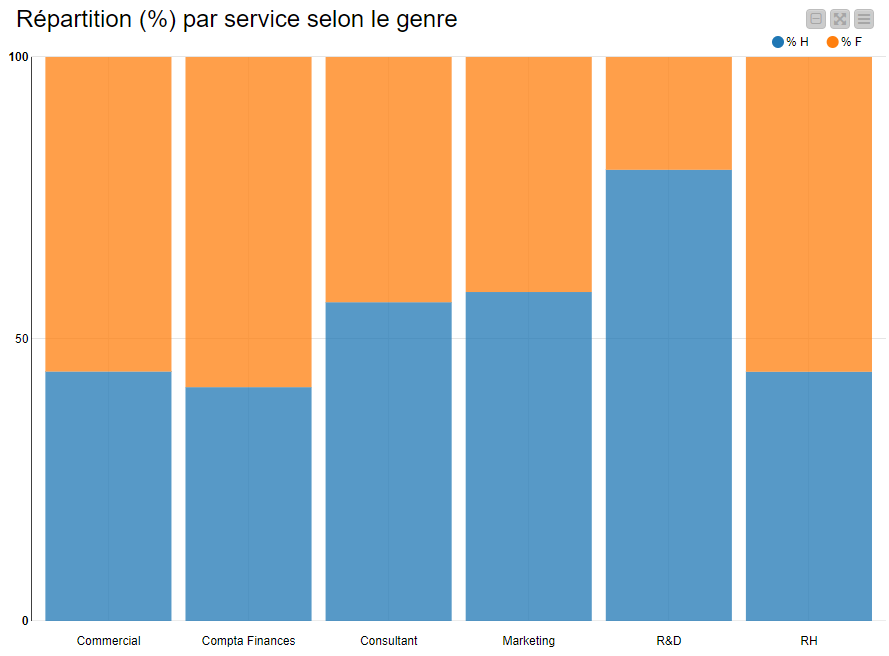 Répartition (%) par service selon le genre
% H % F
100
50
0
Commercial Compta Finances Consultant Marketing R&D RH